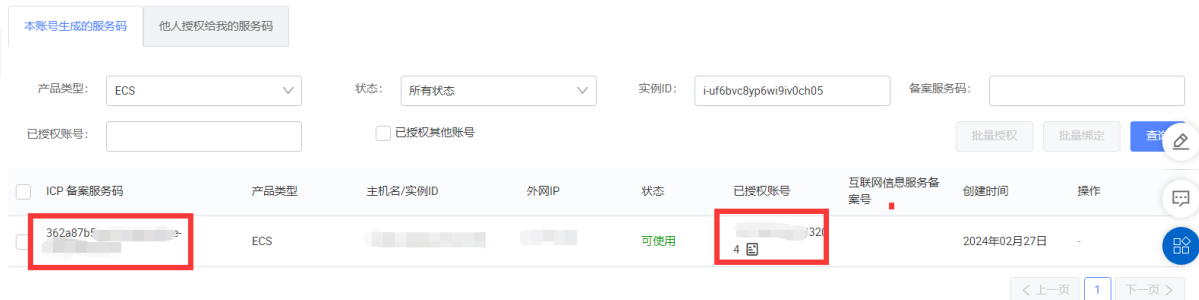 本账号生成的服务码 他人授权给我的服务码
产品类型: ECS 状态: 所有状态 实例ID: i-uf6bvc8yp6wi9iv0ch05 备案服务码:
已授权账号: 已授权其他账号 批量授权 批量绑定 查询
ICP 备案服务码 产品类型 主机名/实例ID 外网IP 状态 已授权账号 互联网信息服务备案号 创建时间 操作
362a87b5 e- ECS 可使用 320
4 2024年02月27日 -
上一页 1 下一页